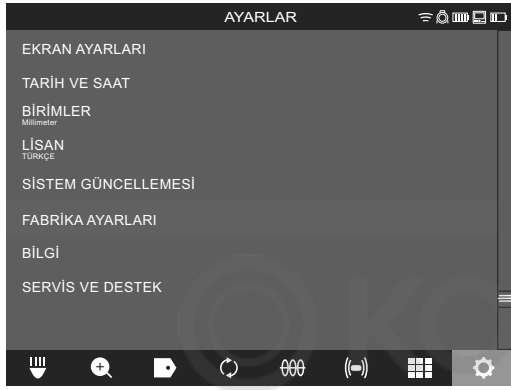 AYARLAR
EKRAN AYARLARI
TARİH VE SAAT
BİRİMLER
Millimeter
LİSAN
TÜRKÇE
SİSTEM GÜNCELLEMESİ
FABRİKA AYARLARI
BİLGİ
SERVİS VE DESTEK
KC